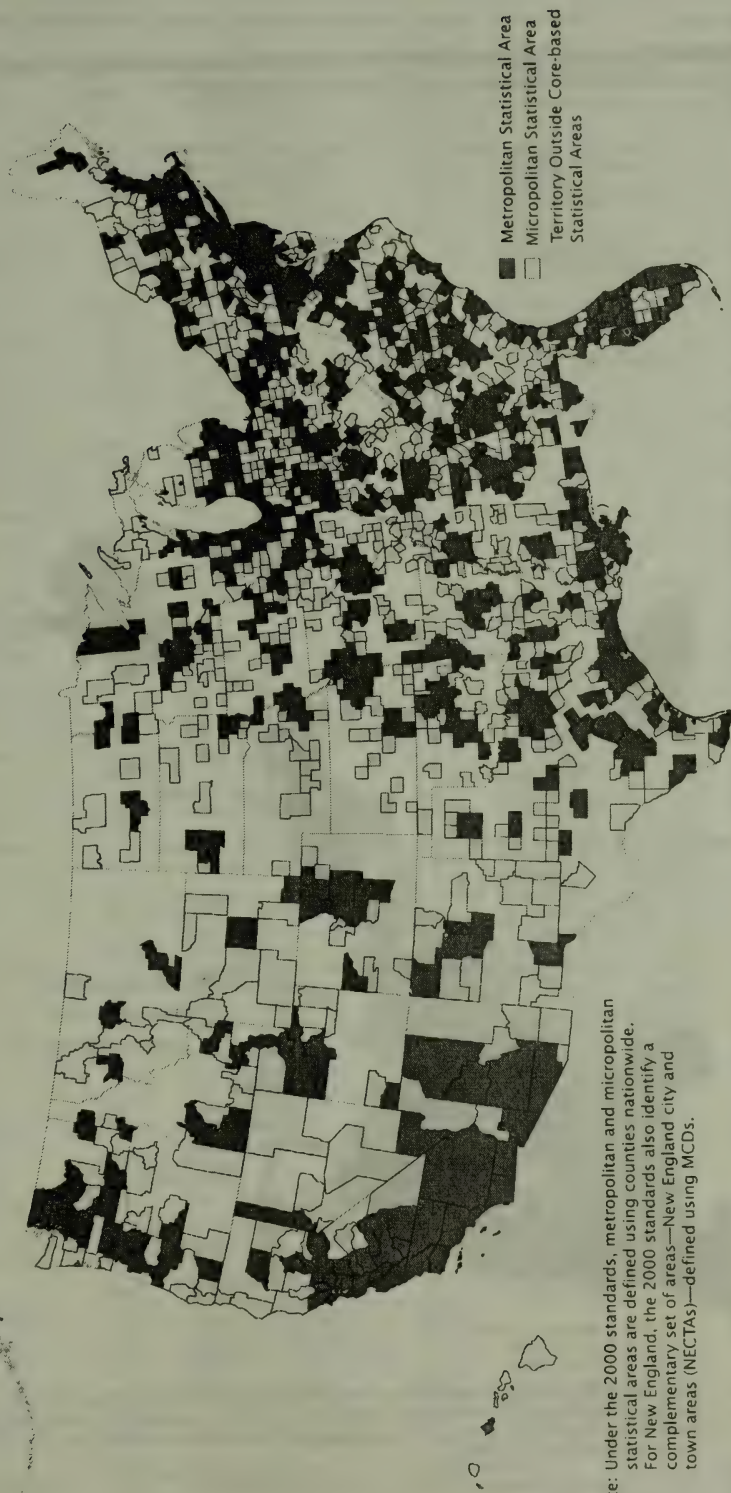 Metropolitan Statistical Area
Micropolitan Statistical Area
Territory Outside Core-based
Statistical Areas
e: Under the 2000 standards, metropolitan and micropolitan
statistical areas are defined using counties nationwide.
For New England, the 2000 standards also identify a
complementary set of areas—New England city and
town areas (NECTAs)—defined using MCDs.